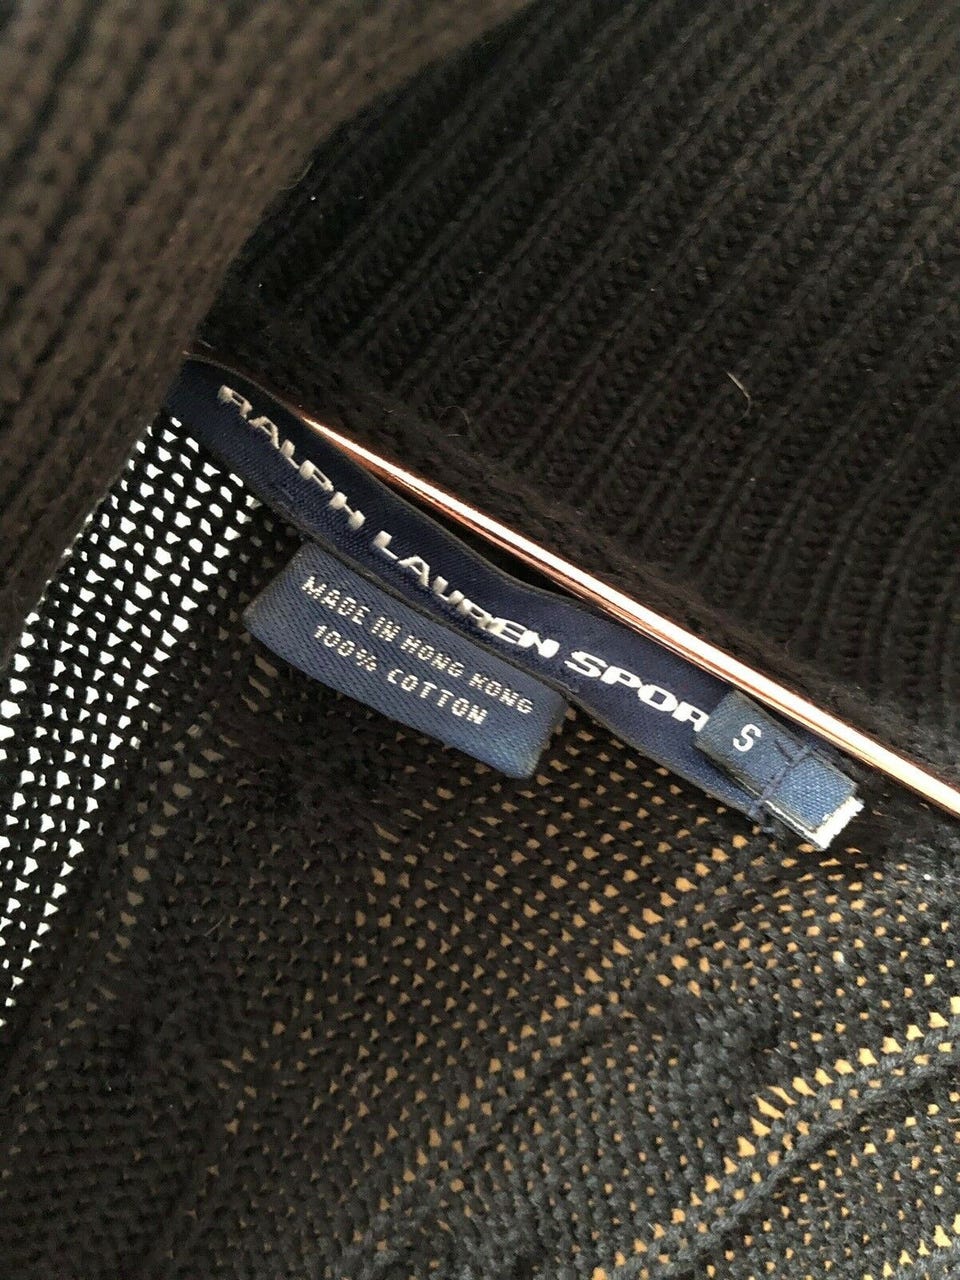 RALPH LAUREN SPOR
S
MADE IN HONG KONG
100% COTTON